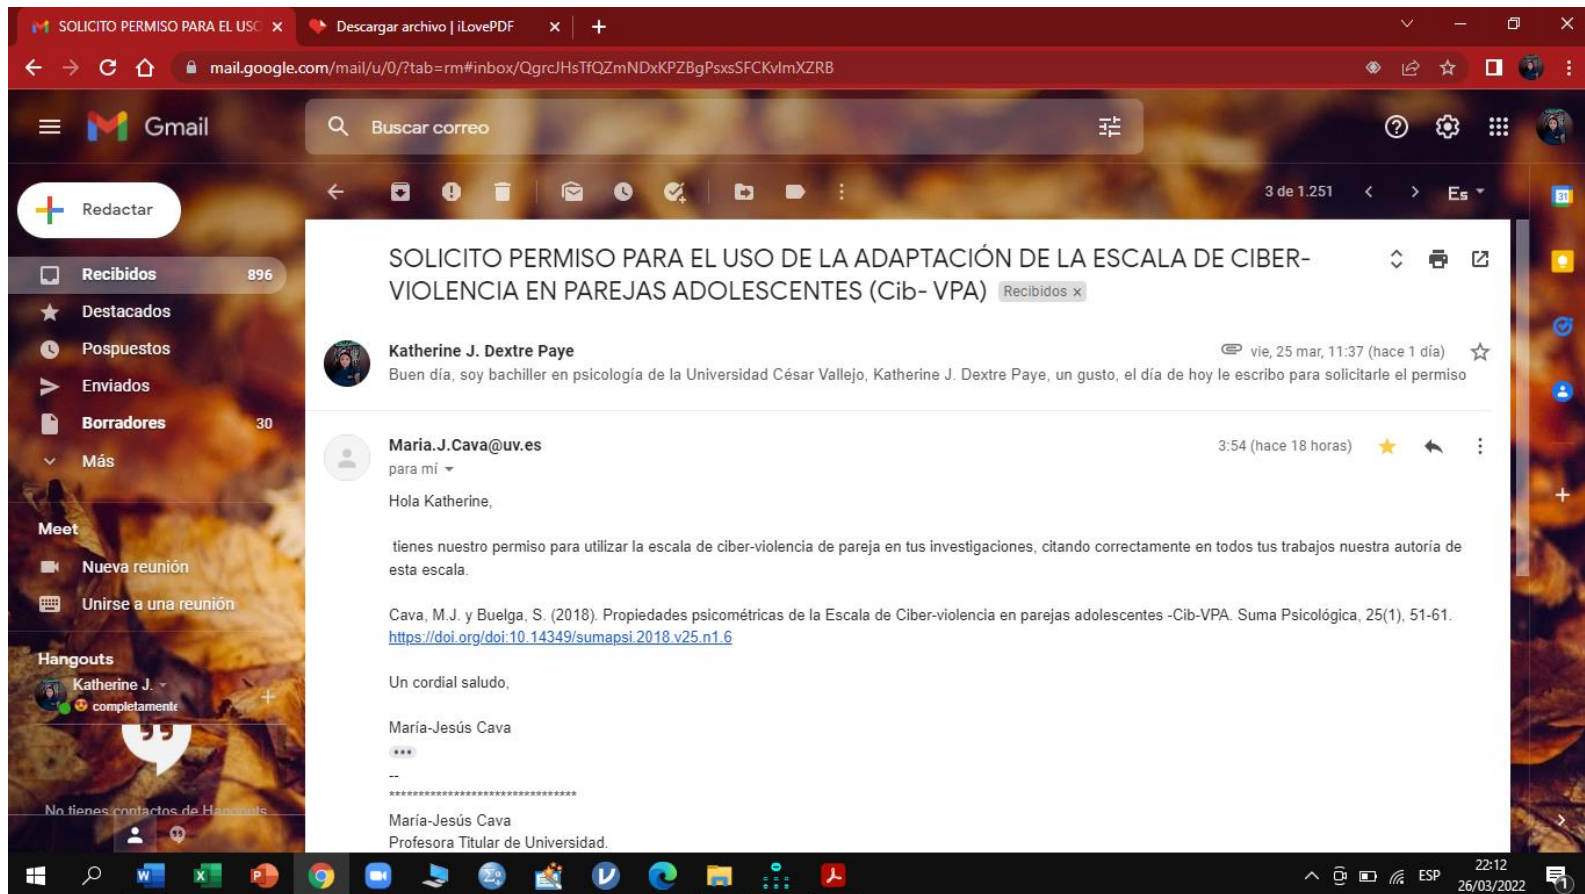 SOLICITO PERMISO PARA EL USO
Descargar archivo | iLovePDF
mail.google.com/mail/u/0/?tab=rm#inbox/QgrcJHsTfQZmNDxKPZBgPsxsSFCKvlmXZRB
Gmail
Buscar correo
Redactar
3 de 1.251
Es
31
Recibidos 896
Destacados
Pospuestos
Enviados
Borradores 30
Más
Meet
Nueva reunión
Unirse a una reunión
Hangouts
Katherine J.
completamente
No tienes contactos de Hangouts
SOLICITO PERMISO PARA EL USO DE LA ADAPTACIÓN DE LA ESCALA DE CIBER-
VIOLENCIA EN PAREJAS ADOLESCENTES (Cib- VPA) Recibidos x
Katherine J. Dextre Paye
vie, 25 mar, 11:37 (hace 1 día)
Buen día, soy bachiller en psicología de la Universidad César Vallejo, Katherine J. Dextre Paye, un gusto, el día de hoy le escribo para solicitarle el permiso
Maria.J.Cava@uv.es
3:54 (hace 18 horas)
para mí
Hola Katherine,
tienes nuestro permiso para utilizar la escala de ciber-violencia de pareja en tus investigaciones, citando correctamente en todos tus trabajos nuestra autoría de
esta escala.
Cava, M.J. y Buelga, S. (2018). Propiedades psicométricas de la Escala de Ciber-violencia en parejas adolescentes -Cib-VPA. Suma Psicológica, 25(1), 51-61.
https://doi.org/doi:10.14349/sumapsi.2018.v25.n1.6
Un cordial saludo,
María-Jesús Cava
--
********************************
María-Jesús Cava
Profesora Titular de Universidad.
ESP
22:12
26/03/2022
1